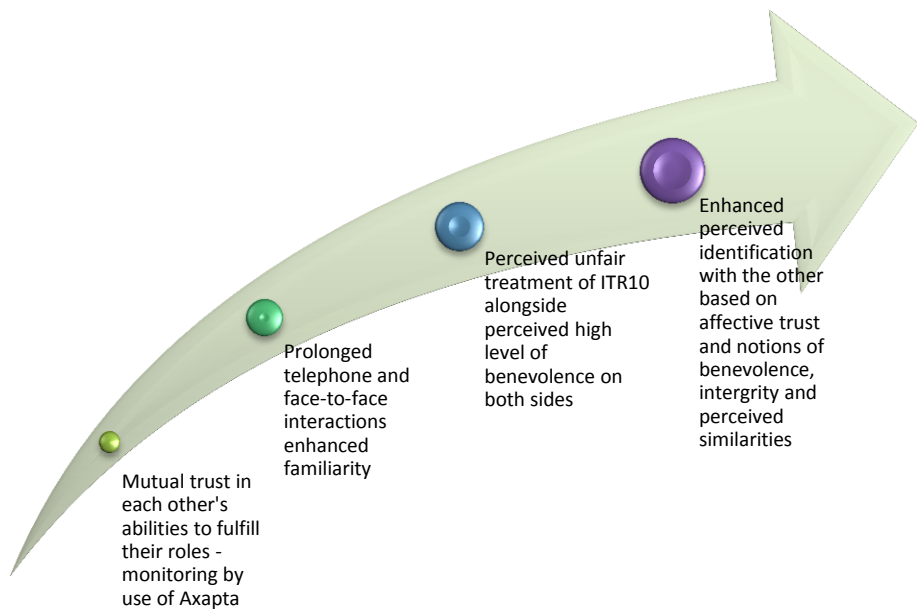 Mutual trust in
each other's
abilities to fulfill
their roles -
monitoring by
use of Axapta
Prolonged
telephone and
face-to-face
interactions
enhanced
familiarity
Perceived unfair
treatment of ITR10
alongside
perceived high
level of
benevolence on
both sides
Enhanced
perceived
identification
with the other
based on
affective trust
and notions of
benevolence,
intergrity and
perceived
similarities